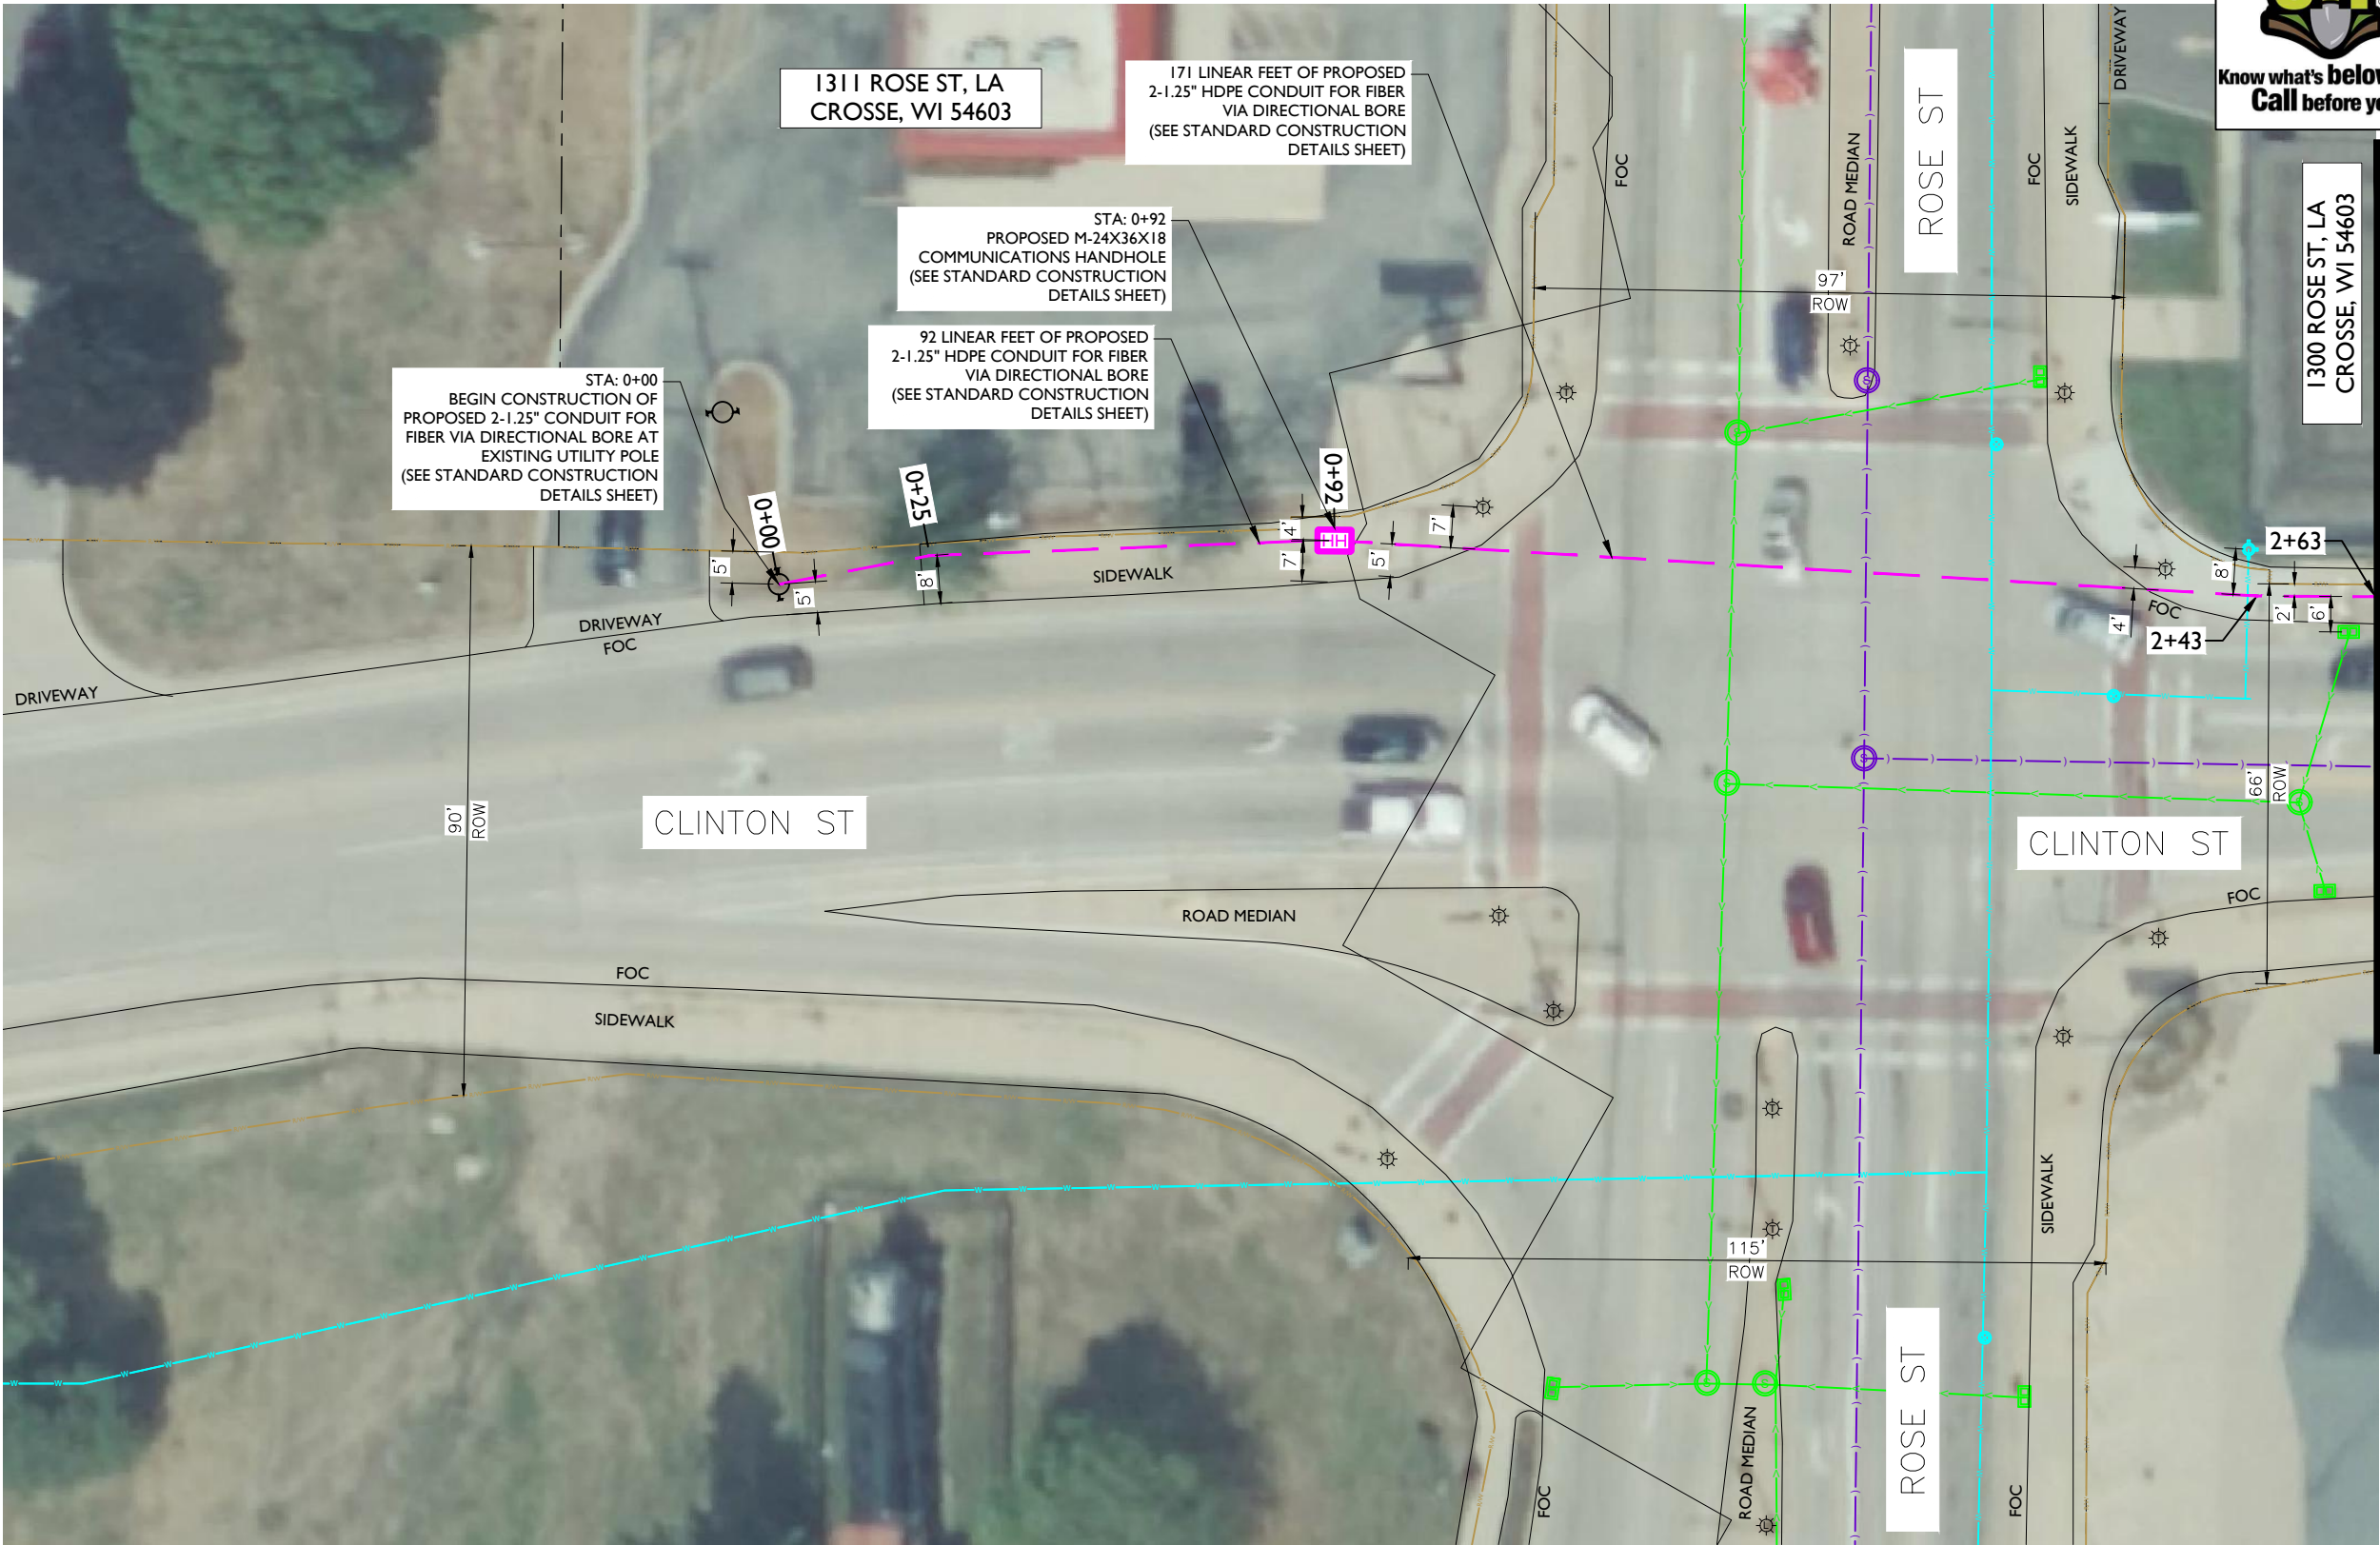 1311 ROSE ST, LA
CROSSE, WI 54603
171 LINEAR FEET OF PROPOSED
2-1.25" HDPE CONDUIT FOR FIBER
VIA DIRECTIONAL BORE
(SEE STANDARD CONSTRUCTION
DETAILS SHEET)
STA: 0+92
PROPOSED M-24X36X18
COMMUNICATIONS HANDHOLE
(SEE STANDARD CONSTRUCTION
DETAILS SHEET)
92 LINEAR FEET OF PROPOSED
2-1.25" HDPE CONDUIT FOR FIBER
VIA DIRECTIONAL BORE
(SEE STANDARD CONSTRUCTION
DETAILS SHEET)
STA: 0+00
BEGIN CONSTRUCTION OF
PROPOSED 2-1.25" CONDUIT FOR
FIBER VIA DIRECTIONAL BORE AT
EXISTING UTILITY POLE
(SEE STANDARD CONSTRUCTION
DETAILS SHEET)
Know what's
Call before
1300 ROSE ST, LA
CROSSE, WI 54603
DRIVEWAY
SIDEWALK
FOC
ROSE ST
ROAD MEDIAN
FOC
97'
ROW
0+00
0+25
0+92
HH
4'
7'
7'
5'
5'
5'
8'
SIDEWALK
DRIVEWAY
FOC
DRIVEWAY
2+63
8'
2'
6'
4'
FOC
2+43
90'
ROW
CLINTON ST
66'
ROW
CLINTON ST
FOC
ROAD MEDIAN
FOC
SIDEWALK
SIDEWALK
115'
ROW
ROSE ST
ROAD MEDIAN
FOC
FOC